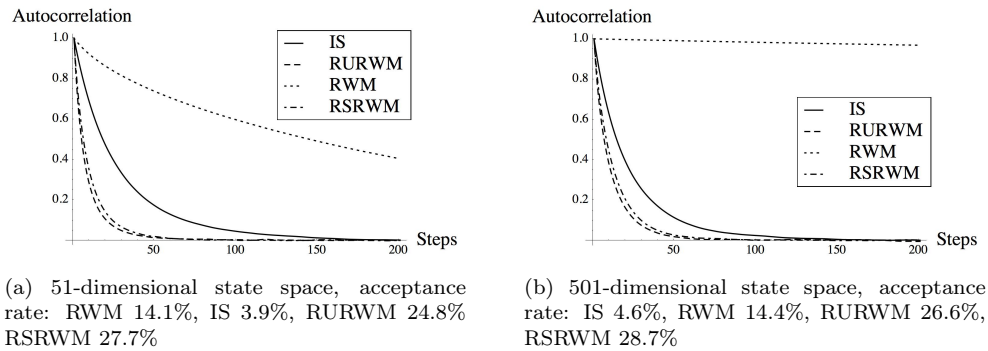 Autocorrelation
1.0
0.8
0.6
0.4
0.2
50
100
150
200
Steps
IS
RURWM
RWM
RSRWM
(a) 51-dimensional state space, acceptance
rate: RWM 14.1%, IS 3.9%, RURWM 24.8%
RSRWM 27.7%
Autocorrelation
1.0
0.8
0.6
0.4
0.2
50
100
150
200
Steps
IS
RURWM
RWM
RSRWM
(b) 501-dimensional state space, acceptance
rate: IS 4.6%, RWM 14.4%, RURWM 26.6%,
RSRWM 28.7%